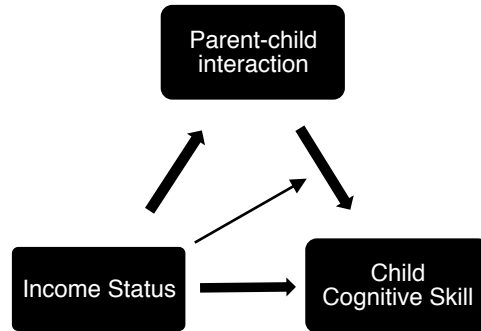 Parent-child
interaction
Income Status
Child
Cognitive Skill